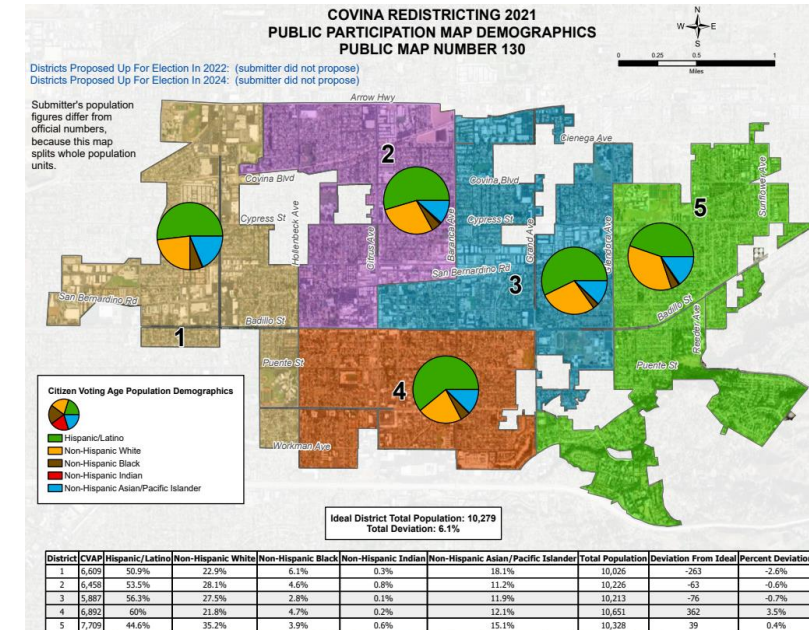 COVINA REDISTRICTING 2021
PUBLIC PARTICIPATION MAP DEMOGRAPHICS
PUBLIC MAP NUMBER 130
N
W E
S
0 0.25 0.5 1
Miles
Districts Proposed Up For Election In 2022: (submitter did not propose)
Districts Proposed Up For Election In 2024: (submitter did not propose)
Submitter's population
figures differ from
official numbers,
because this map
splits whole population
units.
Arrow Hwy
Cienega Ave
2
Covina Blvd
Covina Blvd
Sunflower Ave
5
Cypress St
Cypress St
Hollenbeck Ave
Citrus Ave
Barranca Ave
Grand Ave
Glendora Ave
San Bernardino Rd
3
San Bernardino Rd
Badillo St
Badillo St
1
Reeder Ave
Puente St
Puente St
4
Workman Ave
Citizen Voting Age Population Demographics
Hispanic/Latino
Non-Hispanic White
Non-Hispanic Black
Non-Hispanic Indian
Non-Hispanic Asian/Pacific Islander
Ideal District Total Population: 10,279
Total Deviation: 6.1%
District CVAP Hispanic/Latino Non-Hispanic White Non-Hispanic Black Non-Hispanic Indian Non-Hispanic Asian/Pacific Islander Total Population Deviation From Ideal Percent Deviation
1 6,609 50.9% 22.9% 6.1% 0.3% 18.1% 10,026 -263 -2.6%
2 6,458 53.5% 28.1% 4.6% 0.8% 11.2% 10,226 -63 -0.6%
3 5,887 56.3% 27.5% 2.8% 0.1% 11.9% 10,213 -76 -0.7%
4 6,892 60% 21.8% 4.7% 0.2% 12.1% 10,651 362 3.5%
5 7,709 44.6% 35.2% 3.9% 0.6% 15.1% 10,328 39 0.4%